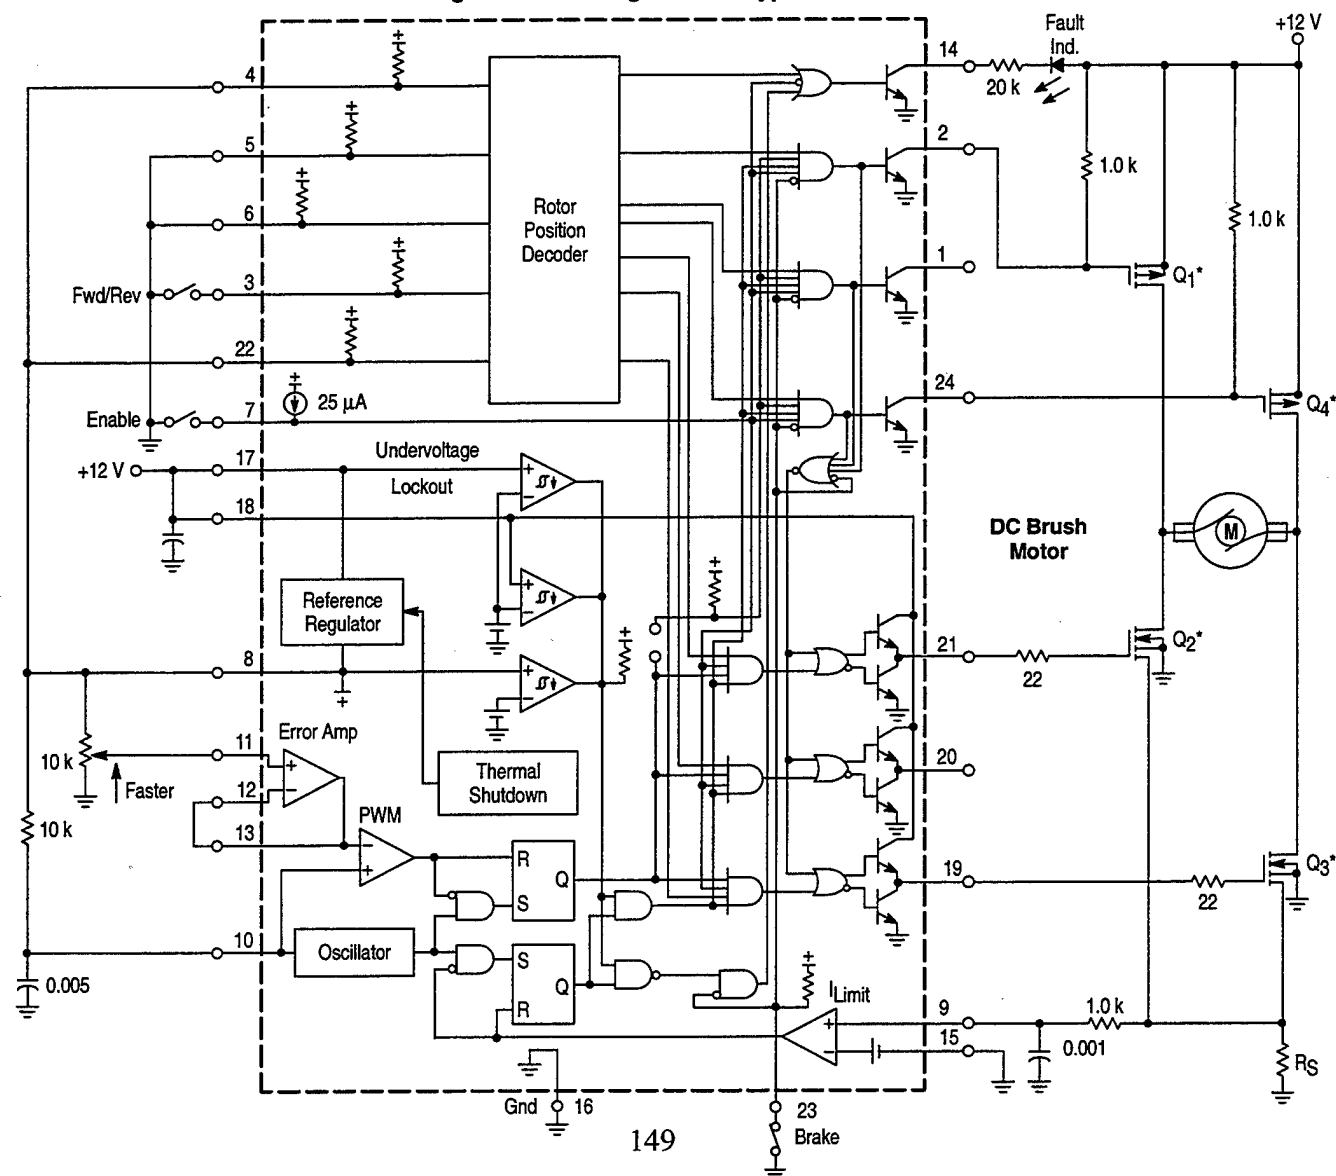 +12 V
Fault
Ind.
14
20 k
4
5
2
1.0 k
1.0 k
Rotor
Position
Decoder
6
1
Q1*
Fwd/Rev
3
22
24
Q4*
Enable
7
25 µA
+12 V
17
Undervoltage
Lockout
18
DC Brush
Motor
M
Reference
Regulator
21
22
Q2*
8
+
Error Amp
11
10 k
Faster
12
13
Thermal
Shutdown
20
10 k
PWM
R
Q
S
19
22
Q3*
10
Oscillator
S
Q
R
0.005
ILimit
9
1.0 k
15
0.001
RS
Gnd
16
23
Brake
149